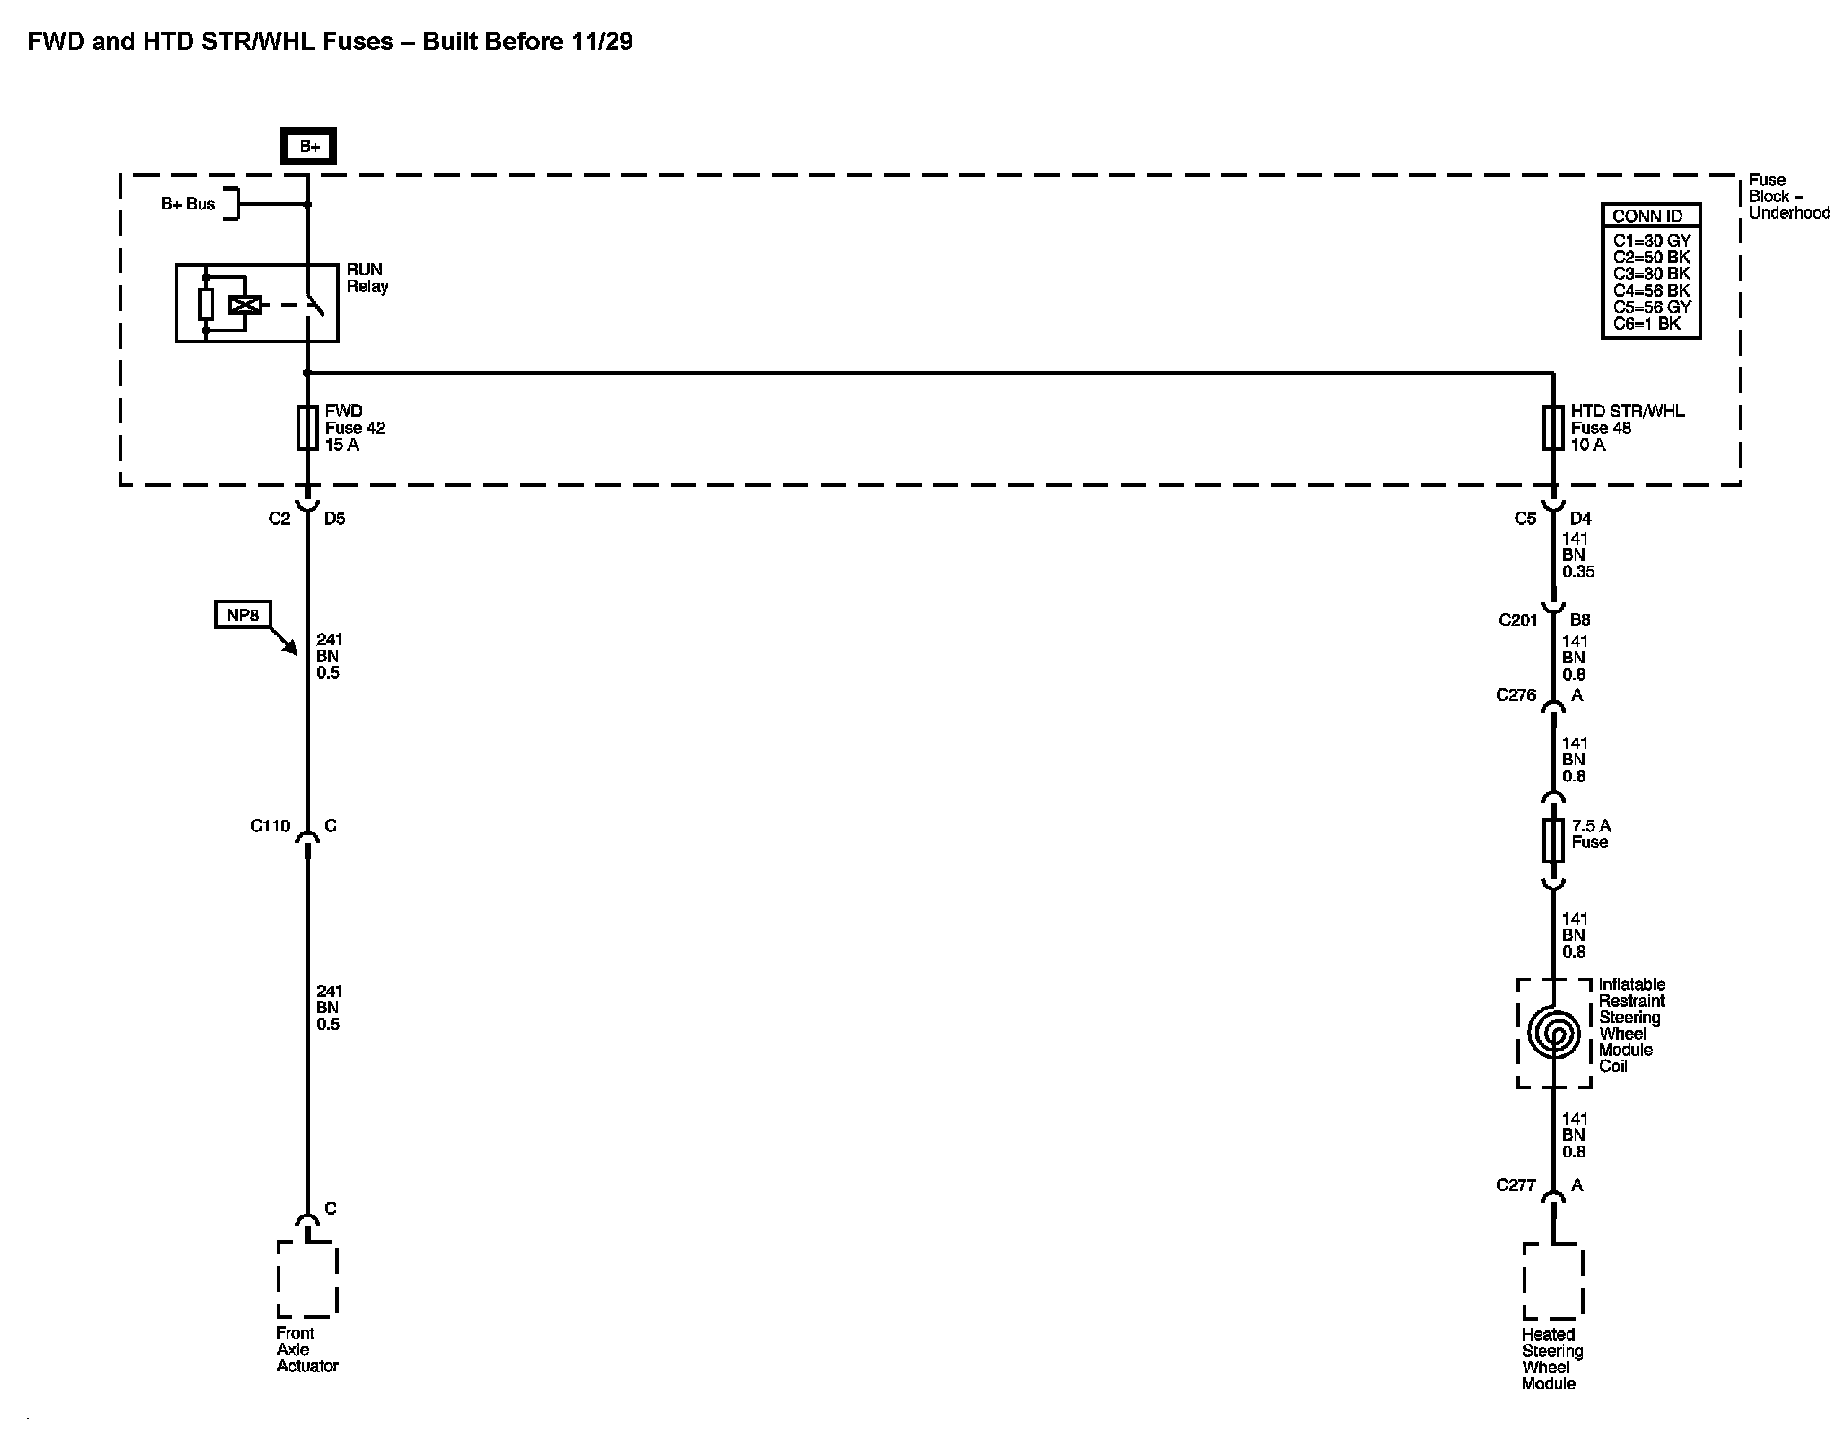 FWD and HTD STR/WHL Fuses – Built Before 11/29
B+
B+ Bus
Fuse
Block –
Underhood
CONN ID
C1=30 GY
C2=50 BK
C3=30 BK
C4=56 BK
C5=56 GY
C6=1 BK
RUN
Relay
FWD
Fuse 42
15 A
HTD STR/WHL
Fuse 48
10 A
C2 D5
C5 D4
141
BN
0.35
NP8
241
BN
0.5
C201 B8
141
BN
0.8
C276 A
141
BN
0.8
C110 C
7.5 A
Fuse
141
BN
0.8
241
BN
0.5
Inflatable
Restraint
Steering
Wheel
Module
Coil
141
BN
0.8
C277 A
C
Front
Axle
Actuator
Heated
Steering
Wheel
Module